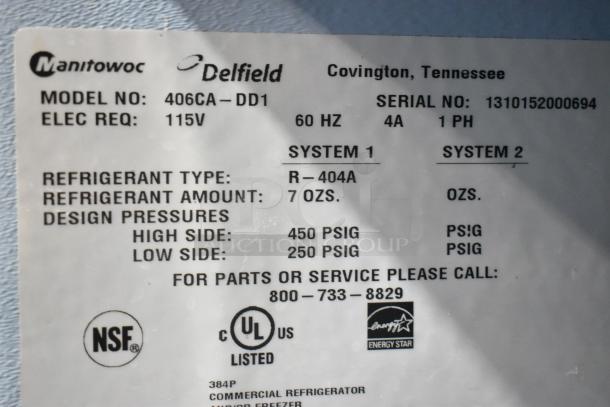 Manitowoc Delfield Covington, Tennessee
MODEL NO: 406CA-DD1 SERIAL NO: 1310152000694
ELEC REQ: 115V 60 HZ 4A 1 PH
SYSTEM 1 SYSTEM 2
REFRIGERANT TYPE: R-404A
REFRIGERANT AMOUNT: 7 OZS. OZS.
DESIGN PRESSURES
HIGH SIDE: 450 PSIG PSIG
LOW SIDE: 250 PSIG PSIG
FOR PARTS OR SERVICE PLEASE CALL:
800-733-8829
NSF®
C UL US
LISTED
energy
ENERGY STAR
384P
COMMERCIAL REFRIGERATOR
FREEZER